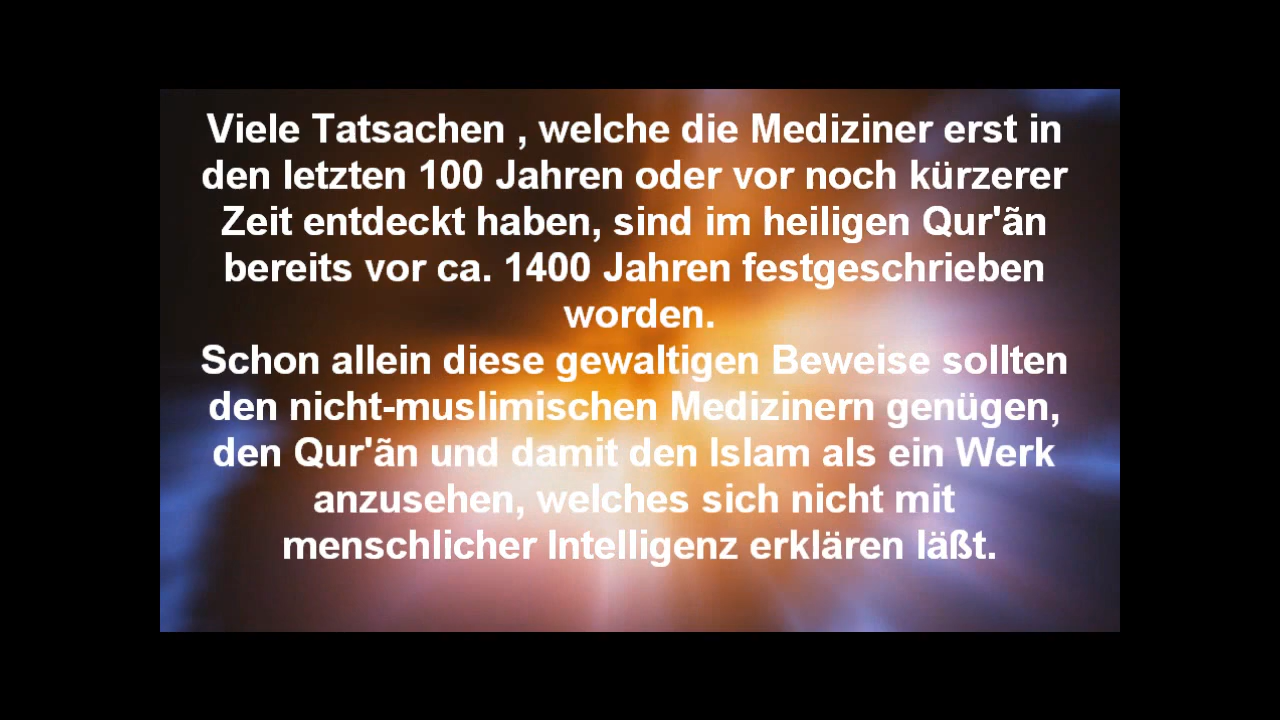 Viele Tatsachen , welche die Mediziner erst in
den letzten 100 Jahren oder vor noch kürzerer
Zeit entdeckt haben, sind im heiligen Qur'ãn
bereits vor ca. 1400 Jahren festgeschrieben
worden.
Schon allein diese gewaltigen Beweise sollten
den nicht-muslimischen Medizinern genügen,
den Qur'ãn und damit den Islam als ein Werk
anzusehen, welches sich nicht mit
menschlicher Intelligenz erklären läßt.